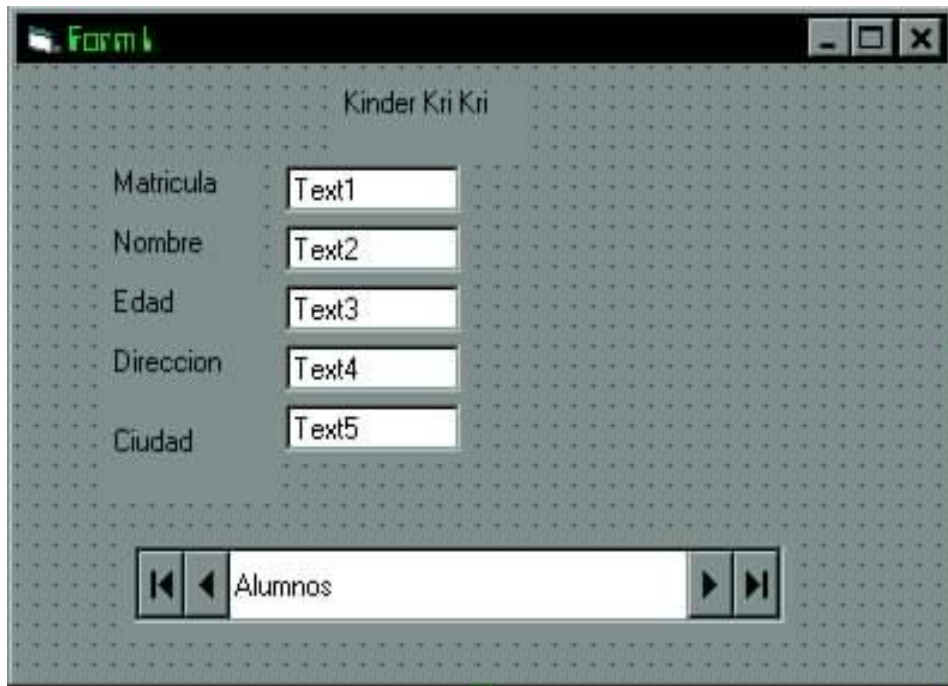 Form1
Kinder Kri Kri
Matricula Text1
Nombre Text2
Edad Text3
Direccion Text4
Ciudad Text5
Alumnos